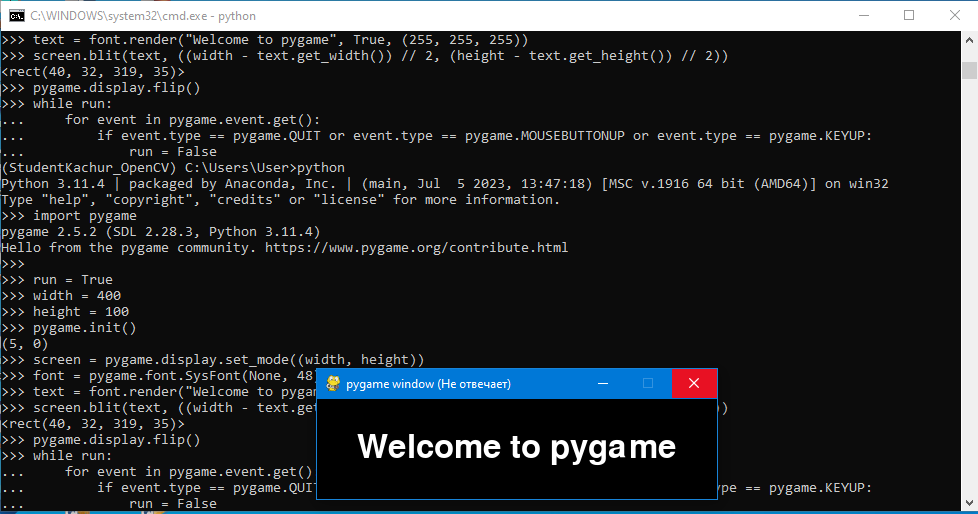 C:\WINDOWS\system32\cmd.exe - python
>>> text = font.render("Welcome to pygame", True, (255, 255, 255))
>>> screen.blit(text, ((width - text.get_width()) // 2, (height - text.get_height()) // 2))
<rect(40, 32, 319, 35)>
>>> pygame.display.flip()
>>> while run:
...     for event in pygame.event.get():
...         if event.type == pygame.QUIT or event.type == pygame.MOUSEBUTTONUP or event.type == pygame.KEYUP:
...             run = False
(StudentKachur_OpenCV) C:\Users\User>python
Python 3.11.4 | packaged by Anaconda, Inc. | (main, Jul  5 2023, 13:47:18) [MSC v.1916 64 bit (AMD64)] on win32
Type "help", "copyright", "credits" or "license" for more information.
>>> import pygame
pygame 2.5.2 (SDL 2.28.3, Python 3.11.4)
Hello from the pygame community. https://www.pygame.org/contribute.html
>>>
>>> run = True
>>> width = 400
>>> height = 100
>>> pygame.init()
(5, 0)
>>> screen = pygame.display.set_mode((width, height))
>>> font = pygame.font.SysFont(None, 48
>>> text = font.render("Welcome to pygam
>>> screen.blit(text, ((width - text.get ))
<rect(40, 32, 319, 35)>
>>> pygame.display.flip()
>>> while run:
...     for event in pygame.event.get()
...         if event.type == pygame.QUI pe == pygame.KEYUP:
...             run = False
pygame window (Не отвечает)
Welcome to pygame